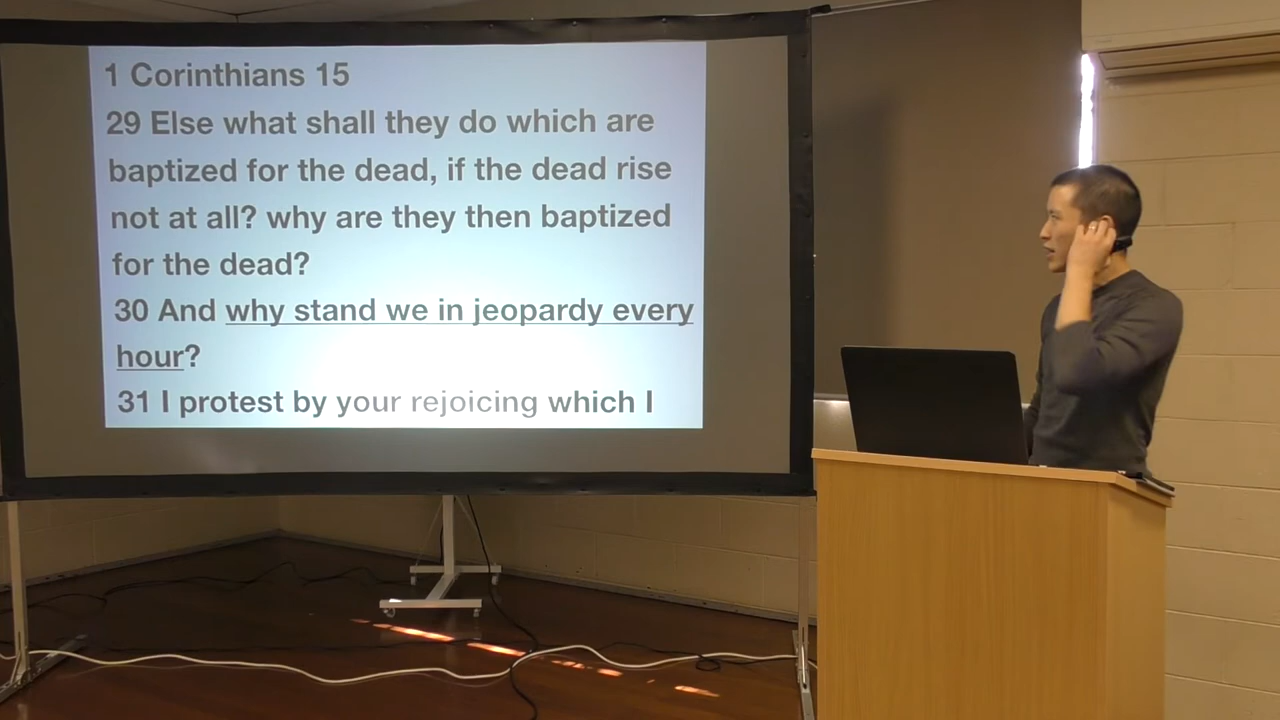 1 Corinthians 15
29 Else what shall they do which are
baptized for the dead, if the dead rise
not at all? why are they then baptized
for the dead?
30 And why stand we in jeopardy every
hour?
31 I protest by your rejoicing which I